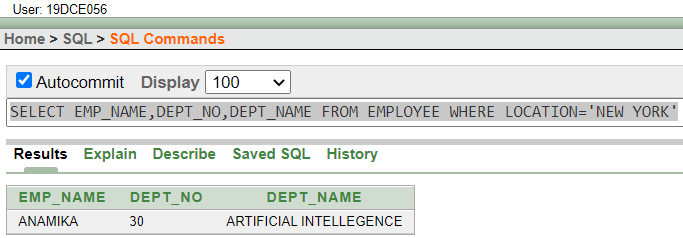 User: 19DCE056
Home > SQL > SQL Commands
Autocommit Display 100
SELECT EMP_NAME,DEPT_NO,DEPT_NAME FROM EMPLOYEE WHERE LOCATION='NEW YORK'
Results Explain Describe Saved SQL History
EMP_NAME DEPT_NO DEPT_NAME
ANAMIKA 30 ARTIFICIAL INTELLEGENCE